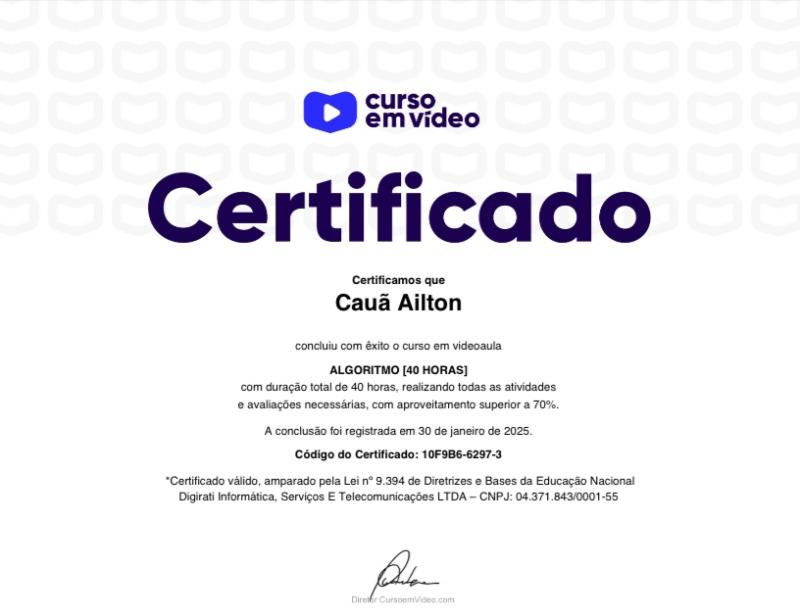 curso
em vídeo
Certificado
Certificamos que
Cauã Ailton
concluiu com êxito o curso em videoaula
ALGORITMO [40 HORAS]
com duração total de 40 horas, realizando todas as atividades
e avaliações necessárias, com aproveitamento superior a 70%.
A conclusão foi registrada em 30 de janeiro de 2025.
Código do Certificado: 10F9B6-6297-3
*Certificado válido, amparado pela Lei nº 9.394 de Diretrizes e Bases da Educação Nacional
Digirati Informática, Serviços E Telecomunicações LTDA – CNPJ: 04.371.843/0001-55
Diretor CursoemVideo.com